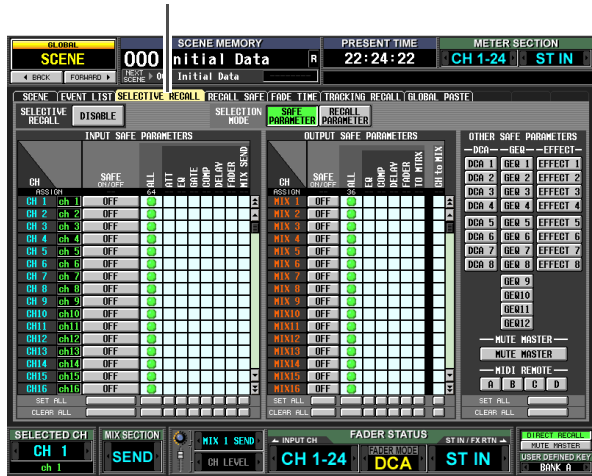 GLOBAL
SCENE
BACK FORWARD
SCENE MEMORY
000 nitial Data R
NEXT SCENE Initial Data
PRESENT TIME
22:24:22
METER SECTION
CH 1-24 ST IN
SCENE EVENT LIST SELECTIVE RECALL RECALL SAFE FADE TIME TRACKING RECALL GLOBAL PASTE
SELECTIVE RECALL DISABLE
SELECTION MODE SAFE PARAMETER RECALL PARAMETER
INPUT SAFE PARAMETERS
CH SAFE ON/OFF ALL ATT EQ GATE COMP DELAY FADER MIX SEND
ASSIGN 64
CH 1 ch 1 OFF
CH 2 ch 2 OFF
CH 3 ch 3 OFF
CH 4 ch 4 OFF
CH 5 ch 5 OFF
CH 6 ch 6 OFF
CH 7 ch 7 OFF
CH 8 ch 8 OFF
CH 9 ch 9 OFF
CH10 ch10 OFF
CH11 ch11 OFF
CH12 ch12 OFF
CH13 ch13 OFF
CH14 ch14 OFF
CH15 ch15 OFF
CH16 ch16 OFF
SET ALL
CLEAR ALL
OUTPUT SAFE PARAMETERS
CH SAFE ON/OFF ALL EQ COMP DELAY FADER TO MTRX CH to MIX
ASSIGN 36
MIX 1 OFF
MIX 2 OFF
MIX 3 OFF
MIX 4 OFF
MIX 5 OFF
MIX 6 OFF
MIX 7 OFF
MIX 8 OFF
MIX 9 OFF
MIX10 OFF
MIX11 OFF
MIX12 OFF
MIX13 OFF
MIX14 OFF
MIX15 OFF
MIX16 OFF
SET ALL
CLEAR ALL
OTHER SAFE PARAMETERS
DCA GEQ EFFECT
DCA 1 GEQ 1 EFFECT 1
DCA 2 GEQ 2 EFFECT 2
DCA 3 GEQ 3 EFFECT 3
DCA 4 GEQ 4 EFFECT 4
DCA 5 GEQ 5 EFFECT 5
DCA 6 GEQ 6 EFFECT 6
DCA 7 GEQ 7 EFFECT 7
DCA 8 GEQ 8 EFFECT 8
GEQ 9
GEQ10
GEQ11
GEQ12
MUTE MASTER
MUTE MASTER
MIDI REMOTE
A B C D
SET ALL
CLEAR ALL
SELECTED CH
CH 1
ch 1
MIX SECTION
SEND
MIX 1 SEND
CH LEVEL
FADER STATUS
INPUT CH
CH 1-24
FADER MODE
DCA
ST IN / FX RTN
ST IN
DIRECT RECALL
MUTE MASTER
USER DEFINED KEY
BANK A